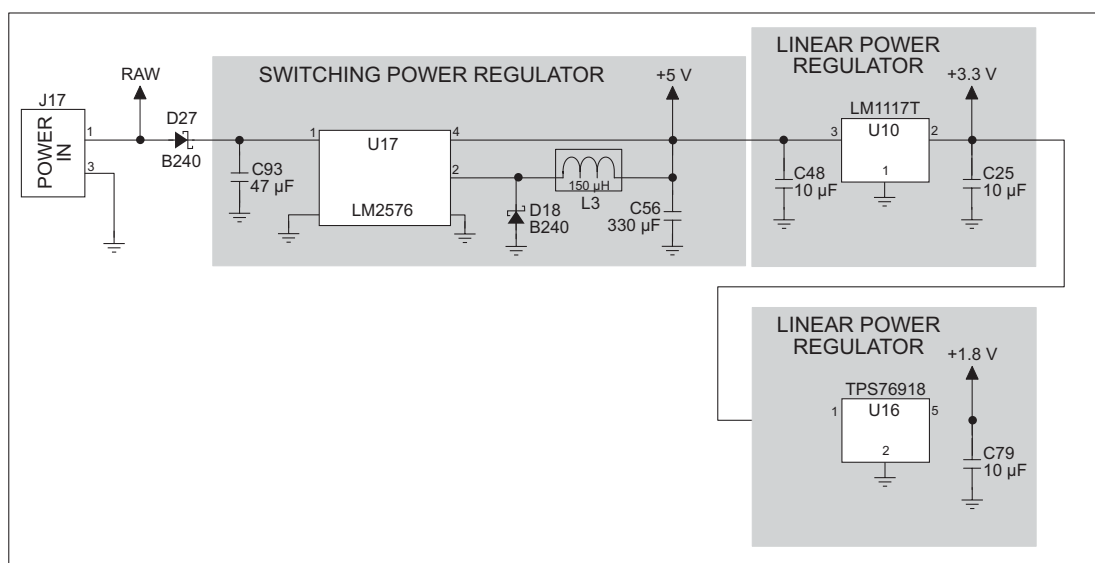 SWITCHING POWER REGULATOR
LINEAR POWER
REGULATOR
RAW
+5 V
+3.3 V
J17
POWER
IN
1
3
D27
B240
C93
47 µF
1
U17
LM2576
4
2
D18
B240
150 µH
L3
C56
330 µF
LM1117T
3
U10
2
1
C48
10 µF
C25
10 µF
LINEAR POWER
REGULATOR
+1.8 V
TPS76918
1
U16
5
2
C79
10 µF